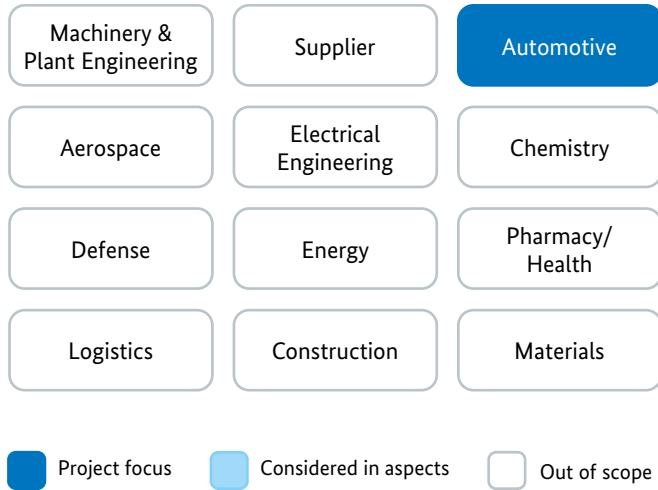 Machinery &
Plant Engineering
Supplier
Automotive
Aerospace
Electrical
Engineering
Chemistry
Defense
Energy
Pharmacy/
Health
Logistics
Construction
Materials
Project focus
Considered in aspects
Out of scope